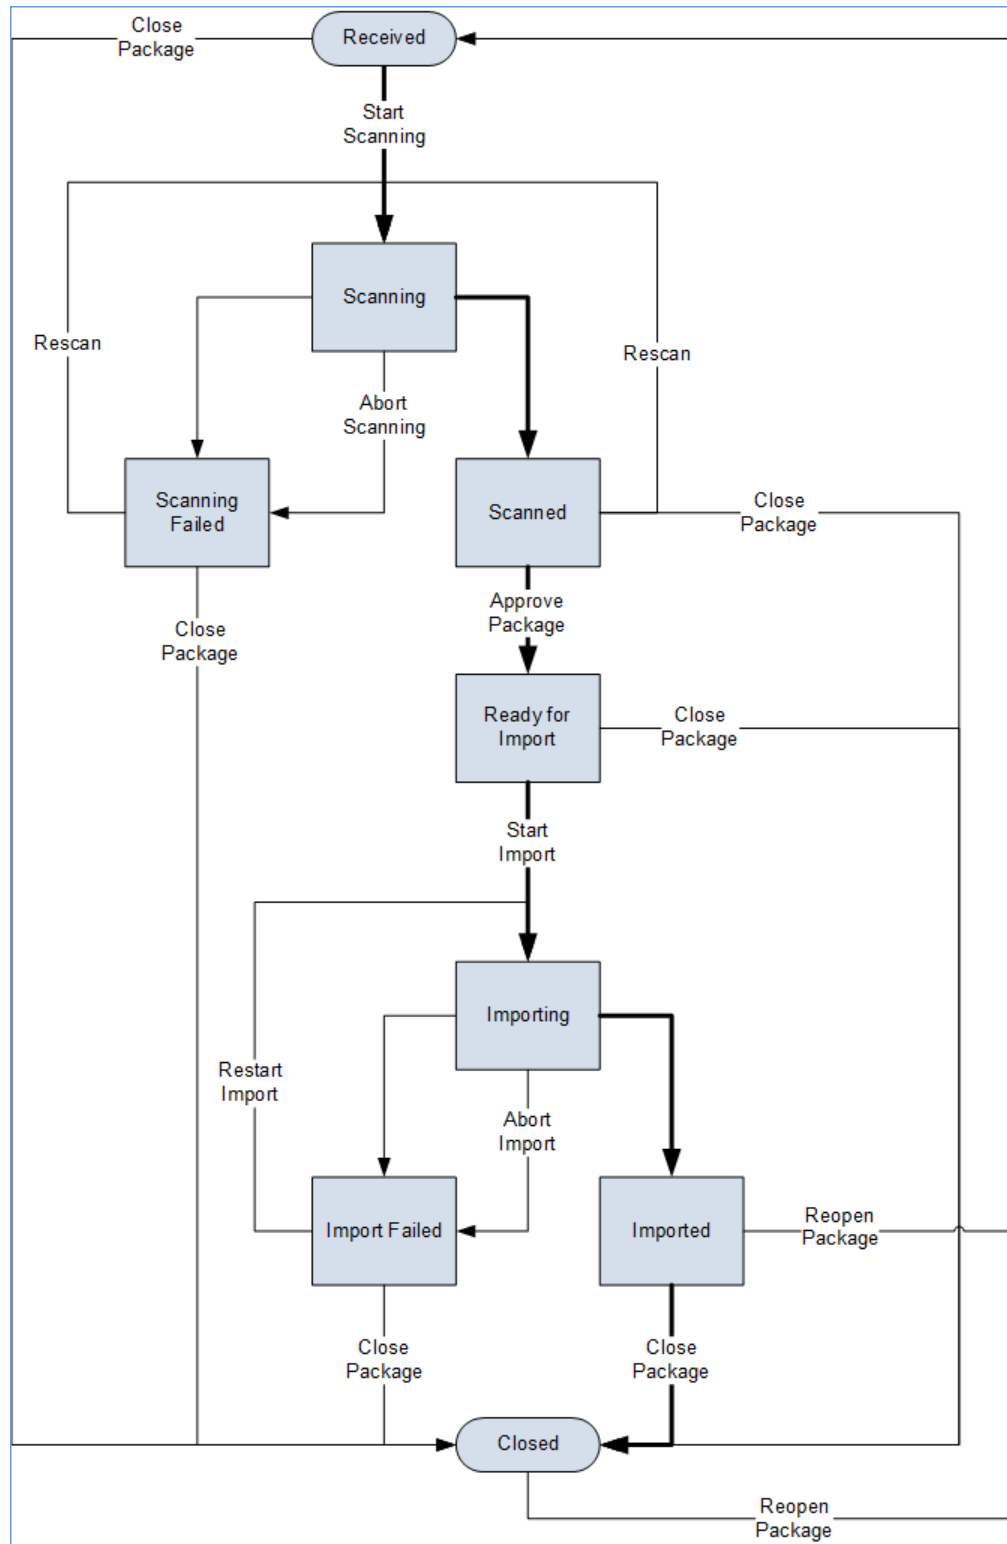 Close
Package
Received
Start
Scanning
Scanning
Rescan
Rescan
Abort
Scanning
Scanning
Failed
Scanned
Close
Package
Approve
Package
Close
Package
Ready for
Import
Close
Package
Start
Import
Importing
Restart
Import
Abort
Import
Import Failed
Imported
Reopen
Package
Close
Package
Close
Package
Closed
Reopen
Package